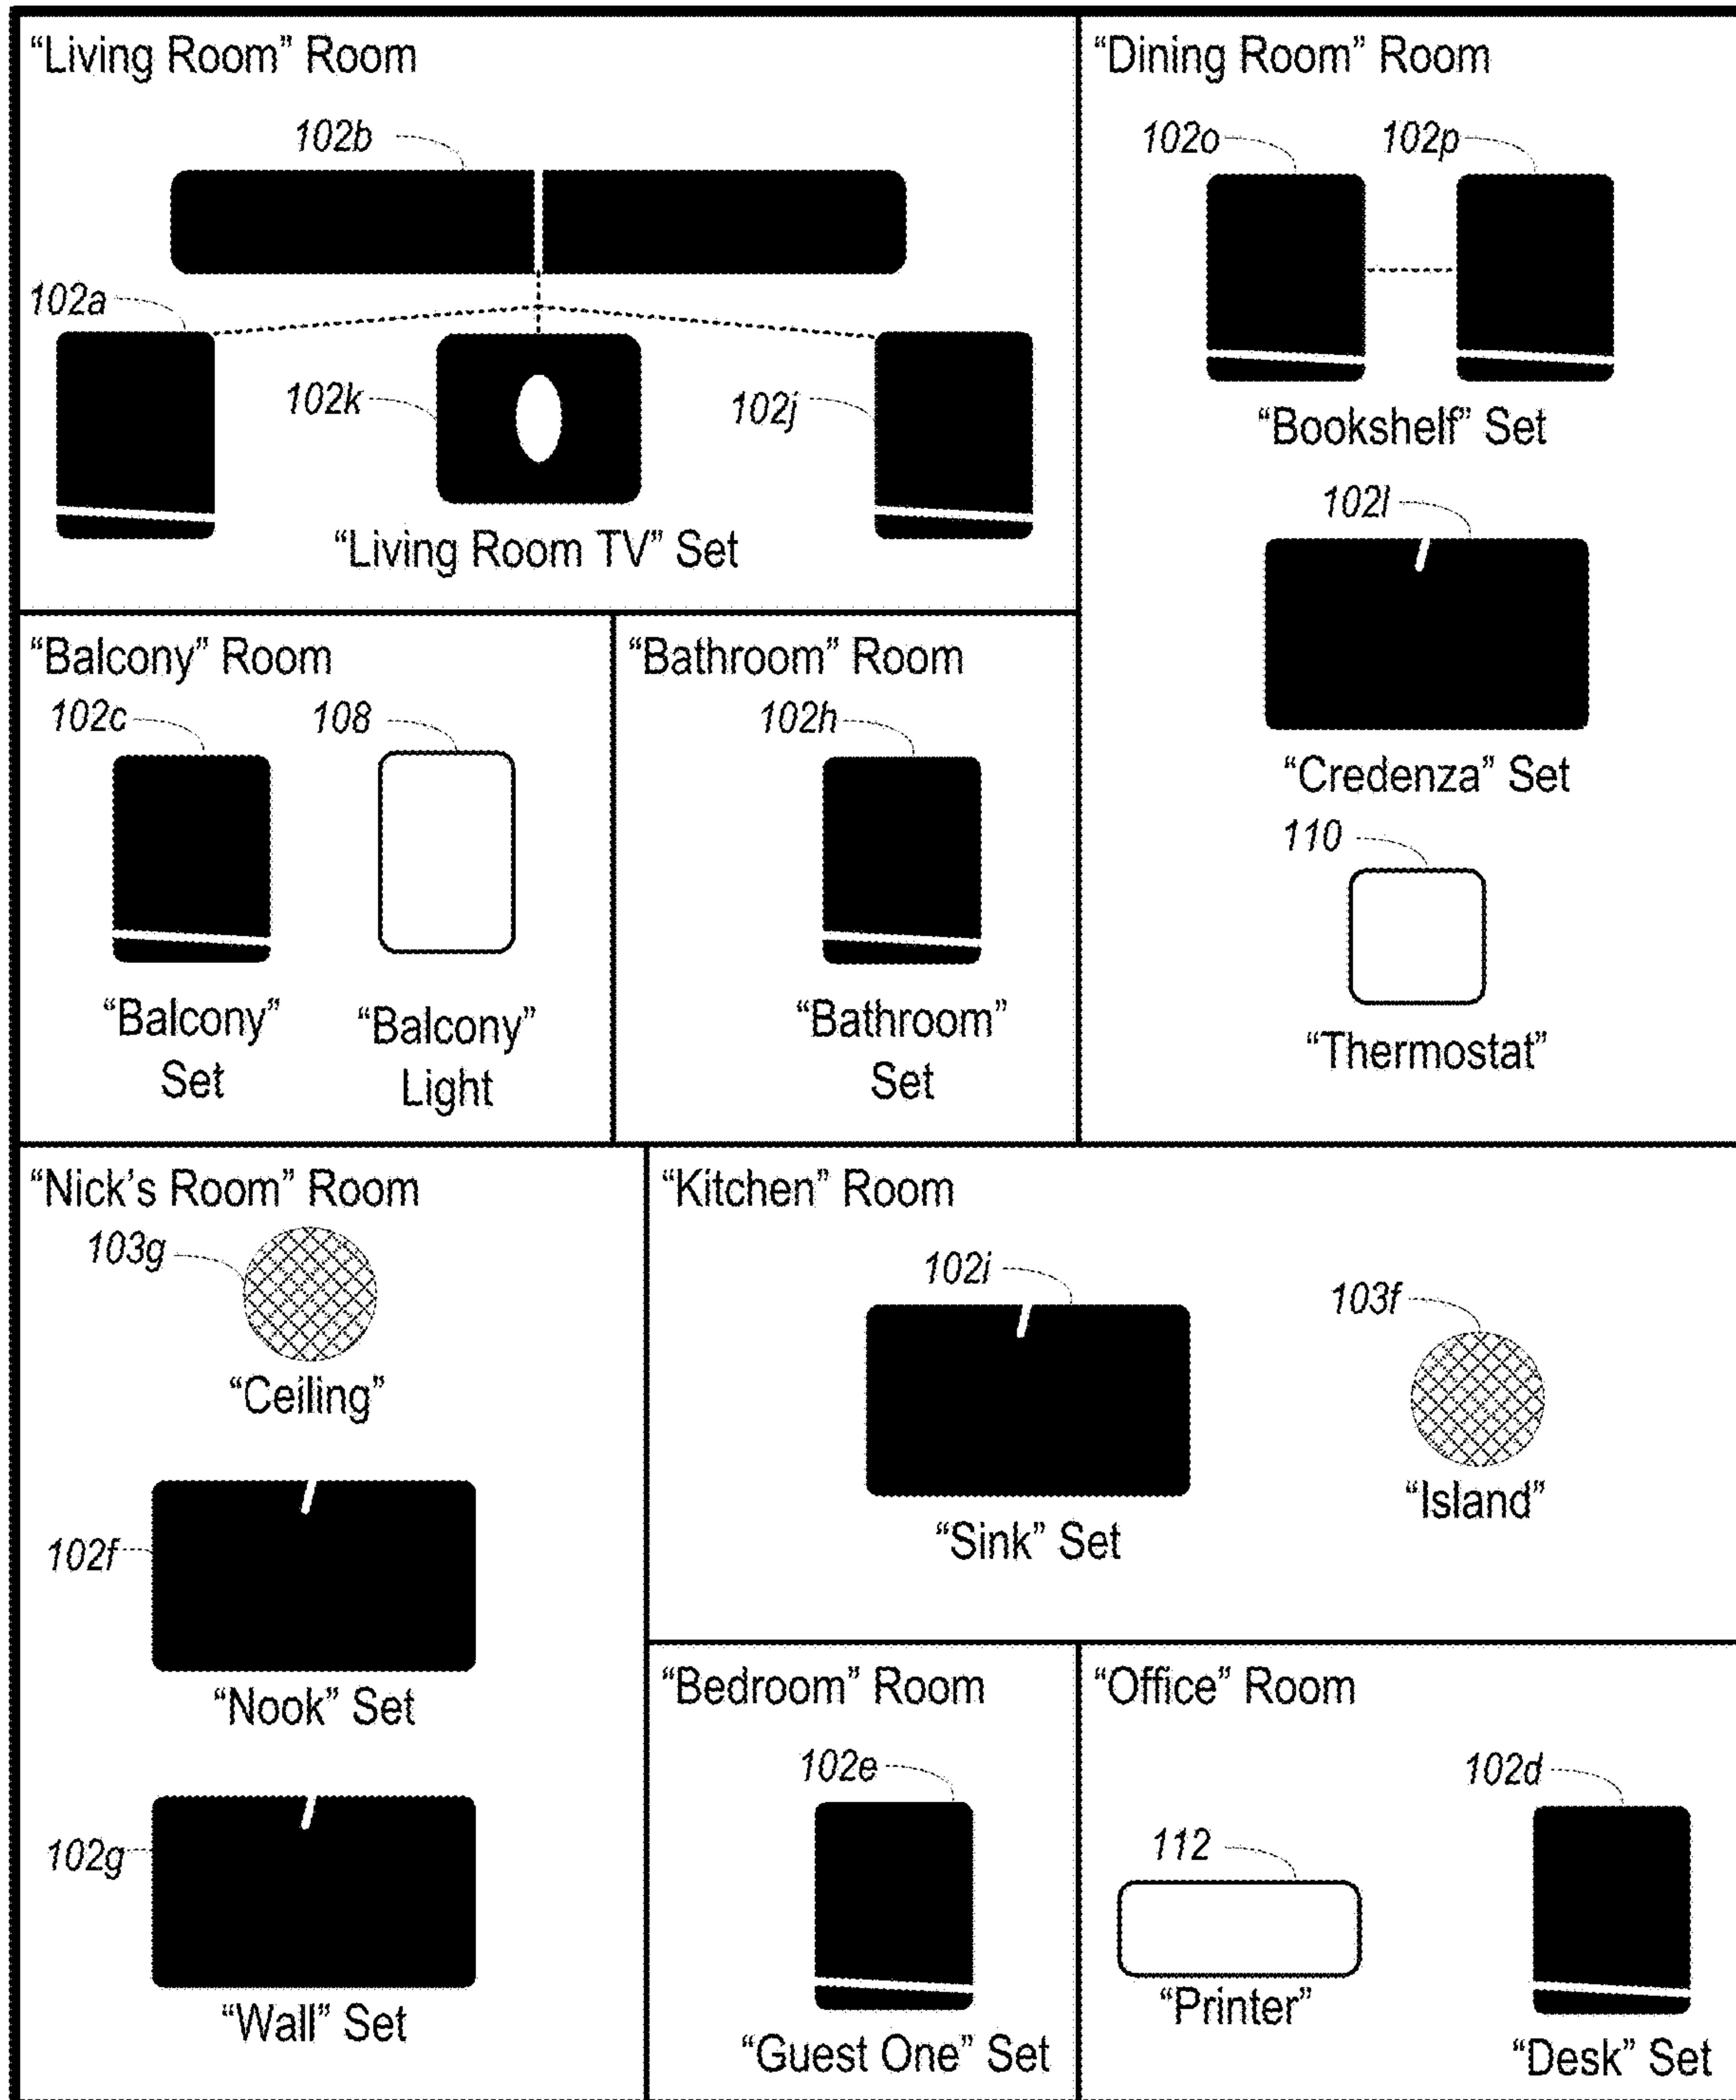 “Living Room” Room
102b
102a
102k
102j
“Living Room TV” Set
“Dining Room” Room
102o
102p
“Bookshelf” Set
102l
“Credenza” Set
110
“Thermostat”
“Balcony” Room
102c
108
“Balcony”
Set
“Balcony”
Light
“Bathroom” Room
102h
“Bathroom”
Set
“Nick’s Room” Room
103g
“Ceiling”
102f
“Nook” Set
102g
“Wall” Set
“Kitchen” Room
102i
103f
“Sink” Set
“Island”
“Bedroom” Room
102e
“Guest One” Set
“Office” Room
112
102d
“Printer”
“Desk” Set